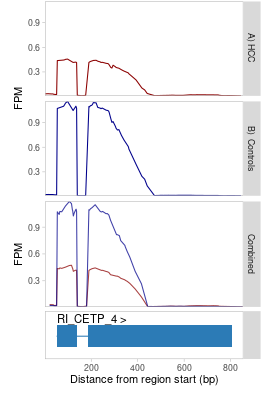 0.9
0.6
0.3
A) HCC
FPM
0.9
0.6
0.3
B) Controls
0.9
0.6
0.3
Combined
FPM
RI_CETP_4 >
200
400
600
800
Distance from region start (bp)